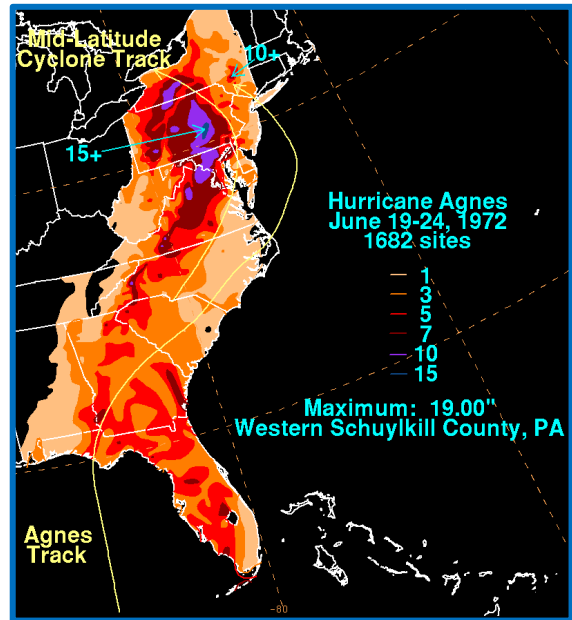 Mid-Latitude
Cyclone Track
10+
15+
Hurricane Agnes
June 19-24, 1972
1682 sites
1
3
5
7
10
15
Maximum: 19.00"
Western Schuylkill County, PA
Agnes
Track
-80